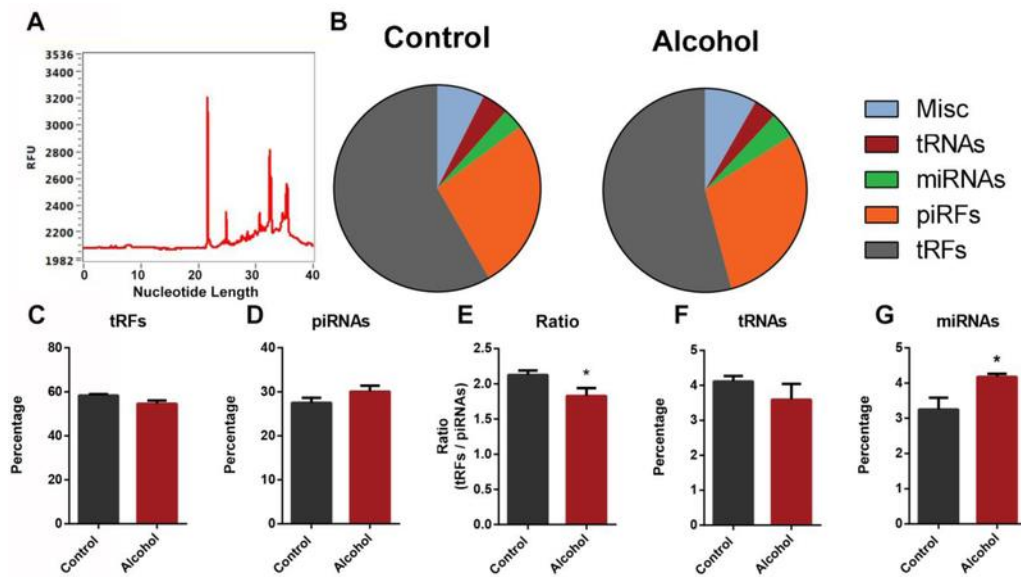 A
3536
3400
3200
3000
2800
2600
2400
2200
1982
RFU
0
10
20
30
40
Nucleotide Length
B
Control
Alcohol
Misc
tRNAs
miRNAs
piRFs
tRFs
C
tRFs
80
60
40
20
0
Percentage
Control
Alcohol
D
piRNAs
40
30
20
10
0
Percentage
Control
Alcohol
E
Ratio
2.5
2.0
1.5
1.0
0.5
0.0
Ratio
(tRFs / piRNAs)
*
Control
Alcohol
F
tRNAs
5
4
3
2
1
0
Percentage
Control
Alcohol
G
miRNAs
5
4
3
2
1
0
Percentage
*
Control
Alcohol